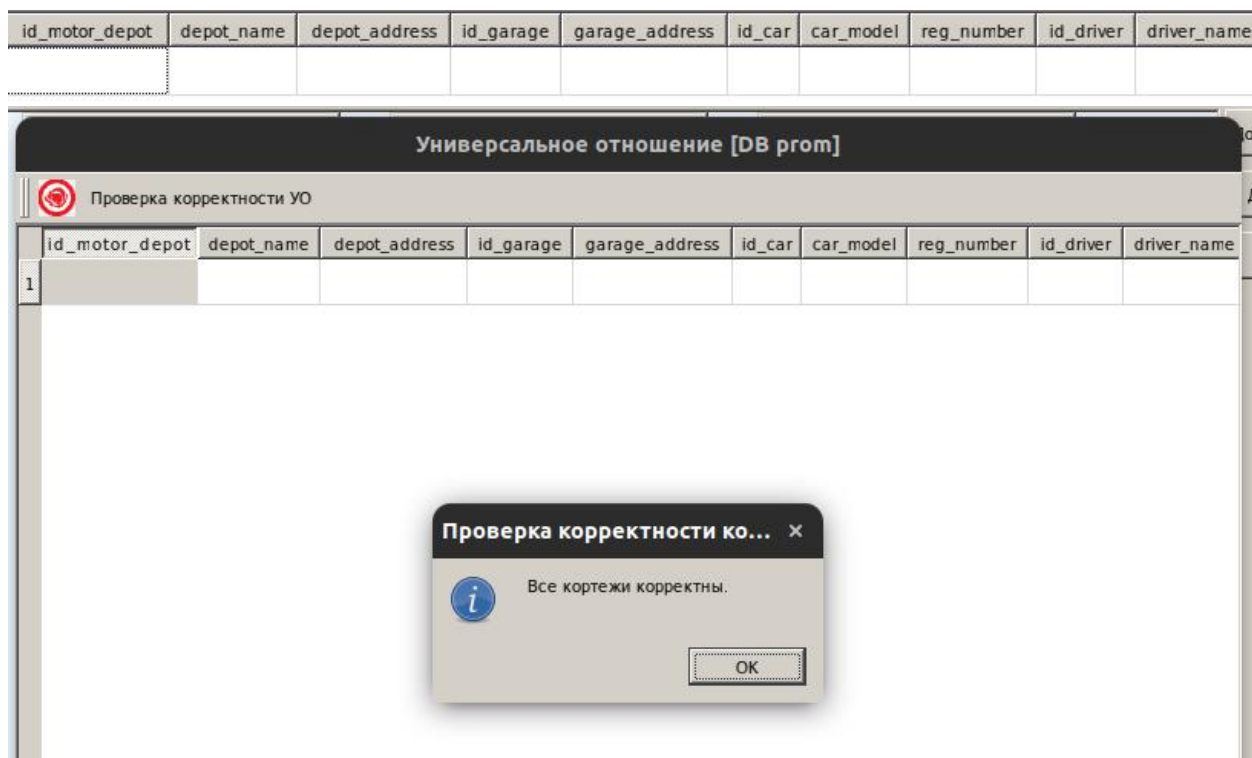 id_motor_depot depot_name depot_address id_garage garage_address id_car car_model reg_number id_driver driver_name
Универсальное отношение [DB prom]
Проверка корректности УО
id_motor_depot depot_name depot_address id_garage garage_address id_car car_model reg_number id_driver driver_name
1
Проверка корректности ко... ×
Все кортежи корректны.
OK